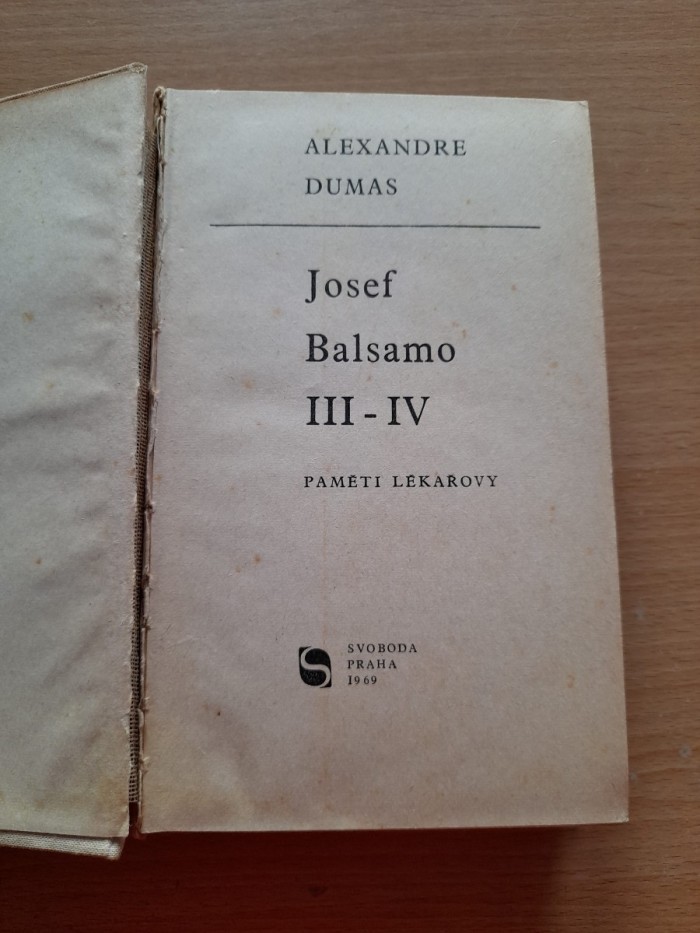 ALEXANDRE
DUMAS
Josef
Balsamo
III - IV
PAMĚTI LÉKAŘOVY
S
SVOBODA
PRAHA
1969